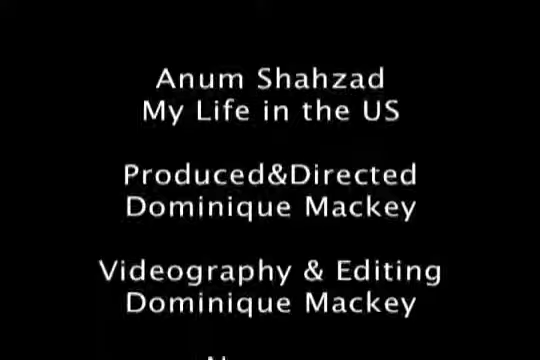 Anum Shahzad
My Life in the US
Produced&Directed
Dominique Mackey
Videography & Editing
Dominique Mackey